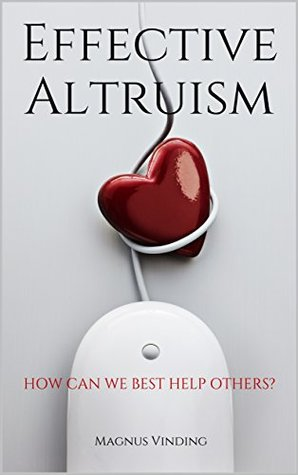 Effective
Altruism
HOW CAN WE BEST HELP OTHERS?
Magnus Vinding